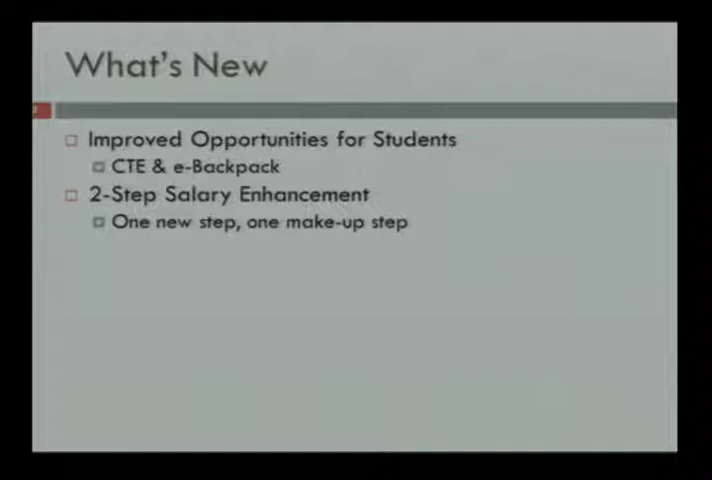 What's New
Improved Opportunities for Students
CTE & e-Backpack
2-Step Salary Enhancement
One new step, one make-up step